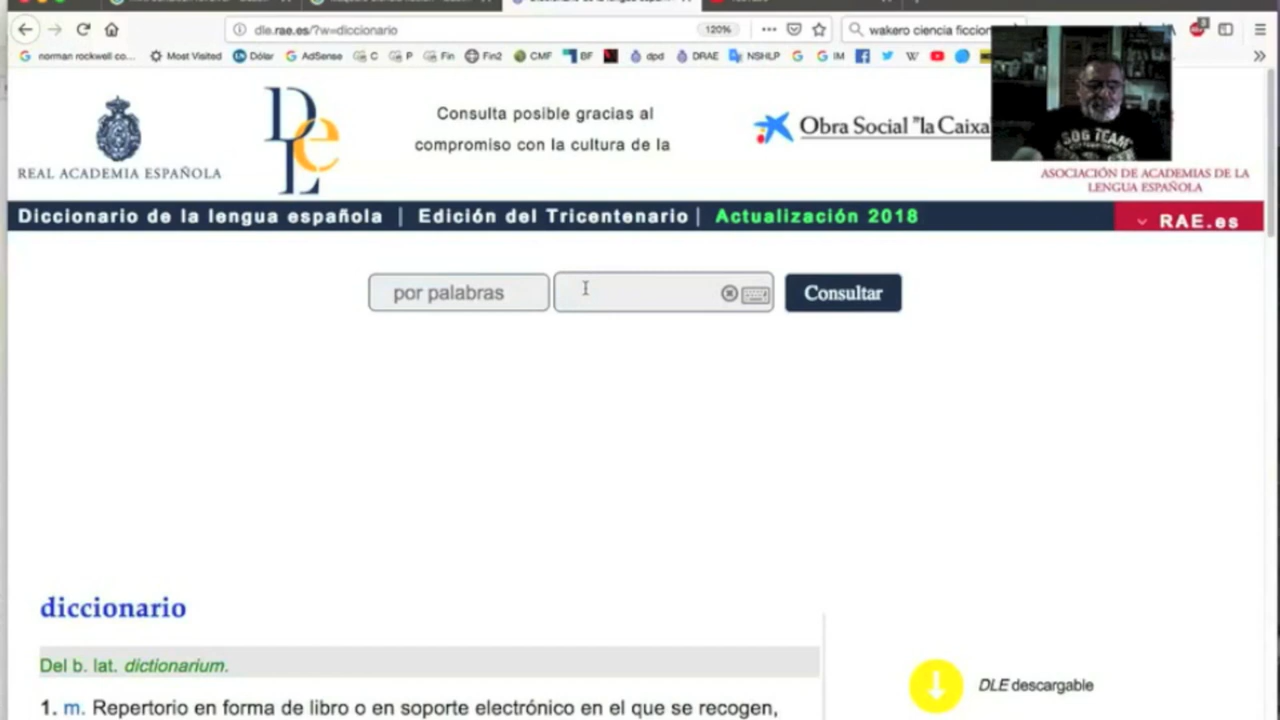 dle.rae.es/?w=diccionario
120%
wakero ciencia ficcion
norman rockwell co...
Most Visited
Dólar
AdSense
C
P
Fin
Fin2
CMF
BF
dpd
DRAE
NSHLP
G
IM
Consulta posible gracias al
compromiso con la cultura de la
Obra Social "la Caixa
REAL ACADEMIA ESPAÑOLA
DeL
SDG TEAM
ASOCIACIÓN DE ACADEMIAS DE LA
LENGUA ESPAÑOLA
Diccionario de la lengua española | Edición del Tricentenario | Actualización 2018
RAE.es
por palabras
Consultar
diccionario
Del b. lat. dictionarium.
1. m. Repertorio en forma de libro o en soporte electrónico en el que se recogen,
DLE descargable